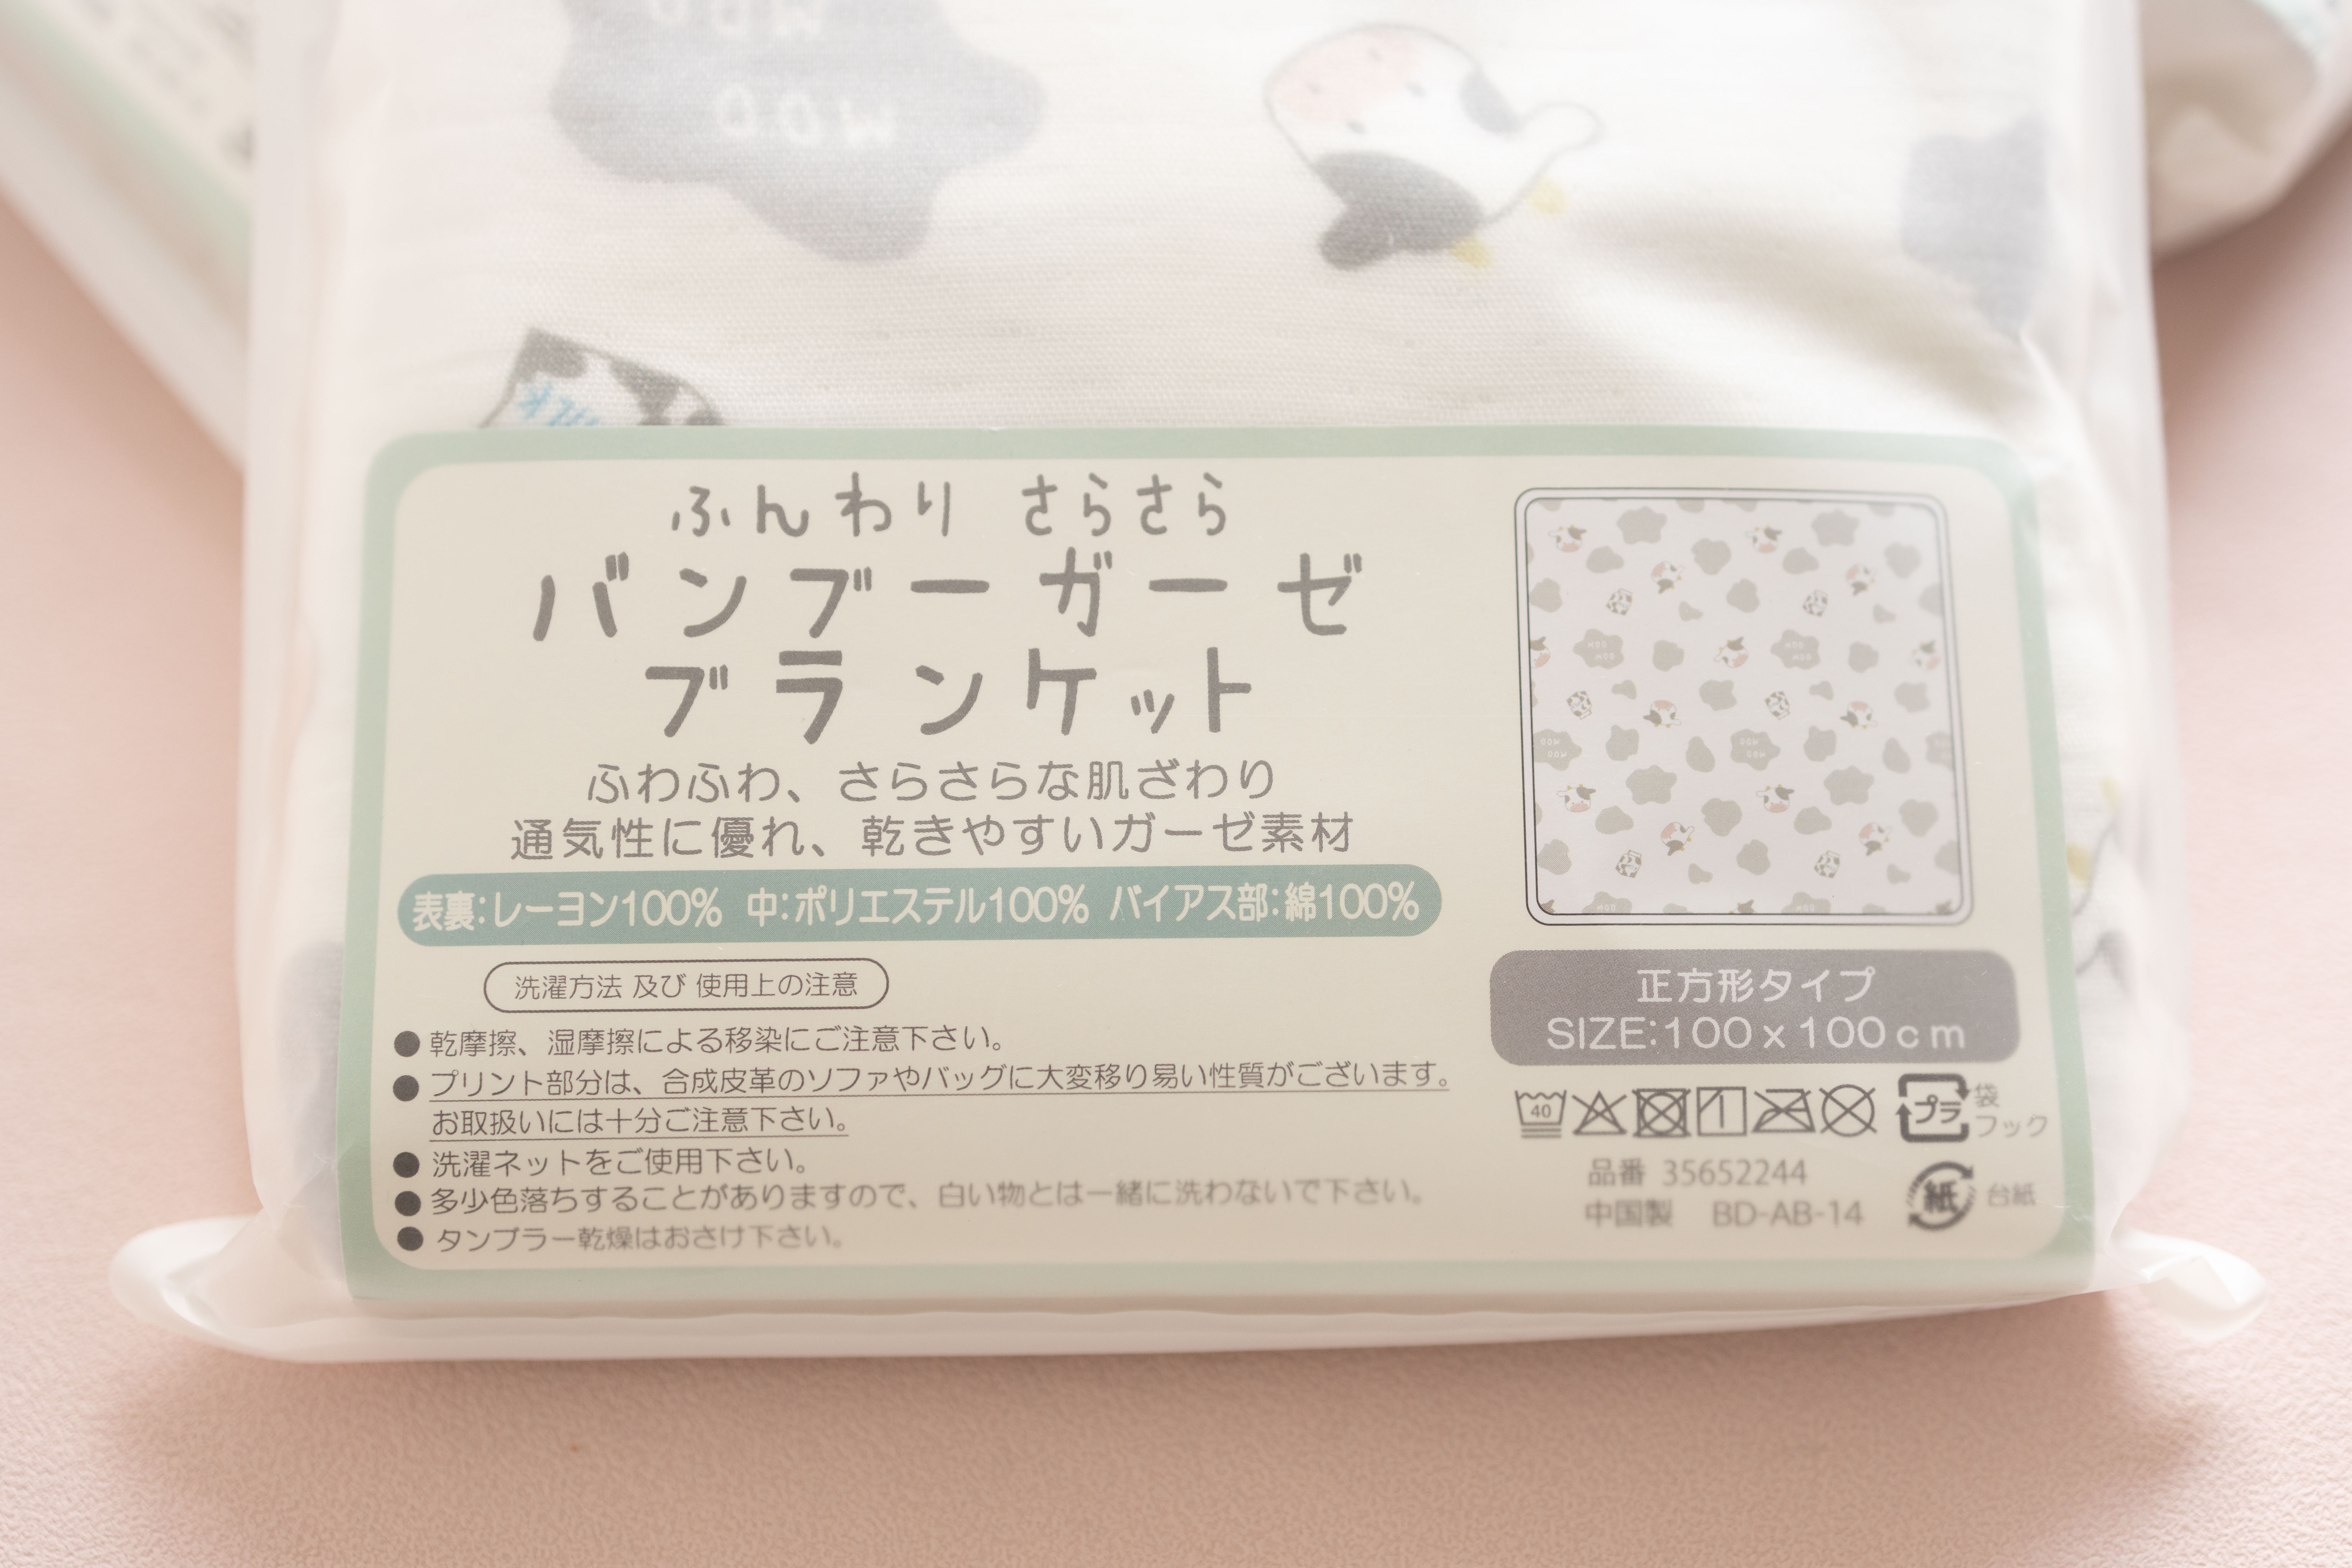 MOO
MOO
MILK
ふんわり さらさら
バンブーガーゼ
ブランケット
ふわふわ、さらさらな肌ざわり
通気性に優れ、乾きやすいガーゼ素材
表裏:レーヨン100% 中:ポリエステル100% バイアス部:綿100%
洗濯方法 及び 使用上の注意
●乾摩擦、湿摩擦による移染にご注意下さい。
●プリント部分は、合成皮革のソファやバッグに大変移り易い性質がございます。
お取扱いには十分ご注意下さい。
●洗濯ネットをご使用下さい。
●多少色落ちすることがありますので、白い物とは一緒に洗わないで下さい。
●タンブラー乾燥はおさけ下さい。
正方形タイプ
SIZE:100x100cm
40
プラ 袋
フック
品番 35652244
中国製 BD-AB-14
紙 台紙